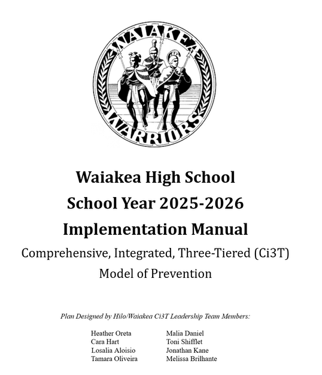 WAIAKEA
WARRIORS
Waiakea High School
School Year 2025-2026
Implementation Manual
Comprehensive, Integrated, Three-Tiered (Ci3T)
Model of Prevention
Plan Designed by Hilo/Waiakea Ci3T Leadership Team Members:
Heather Oreta Malia Daniel
Cara Hart Toni Shifflet
Losalia Aloisio Jonathan Kane
Tamara Oliveira Melissa Brilhante